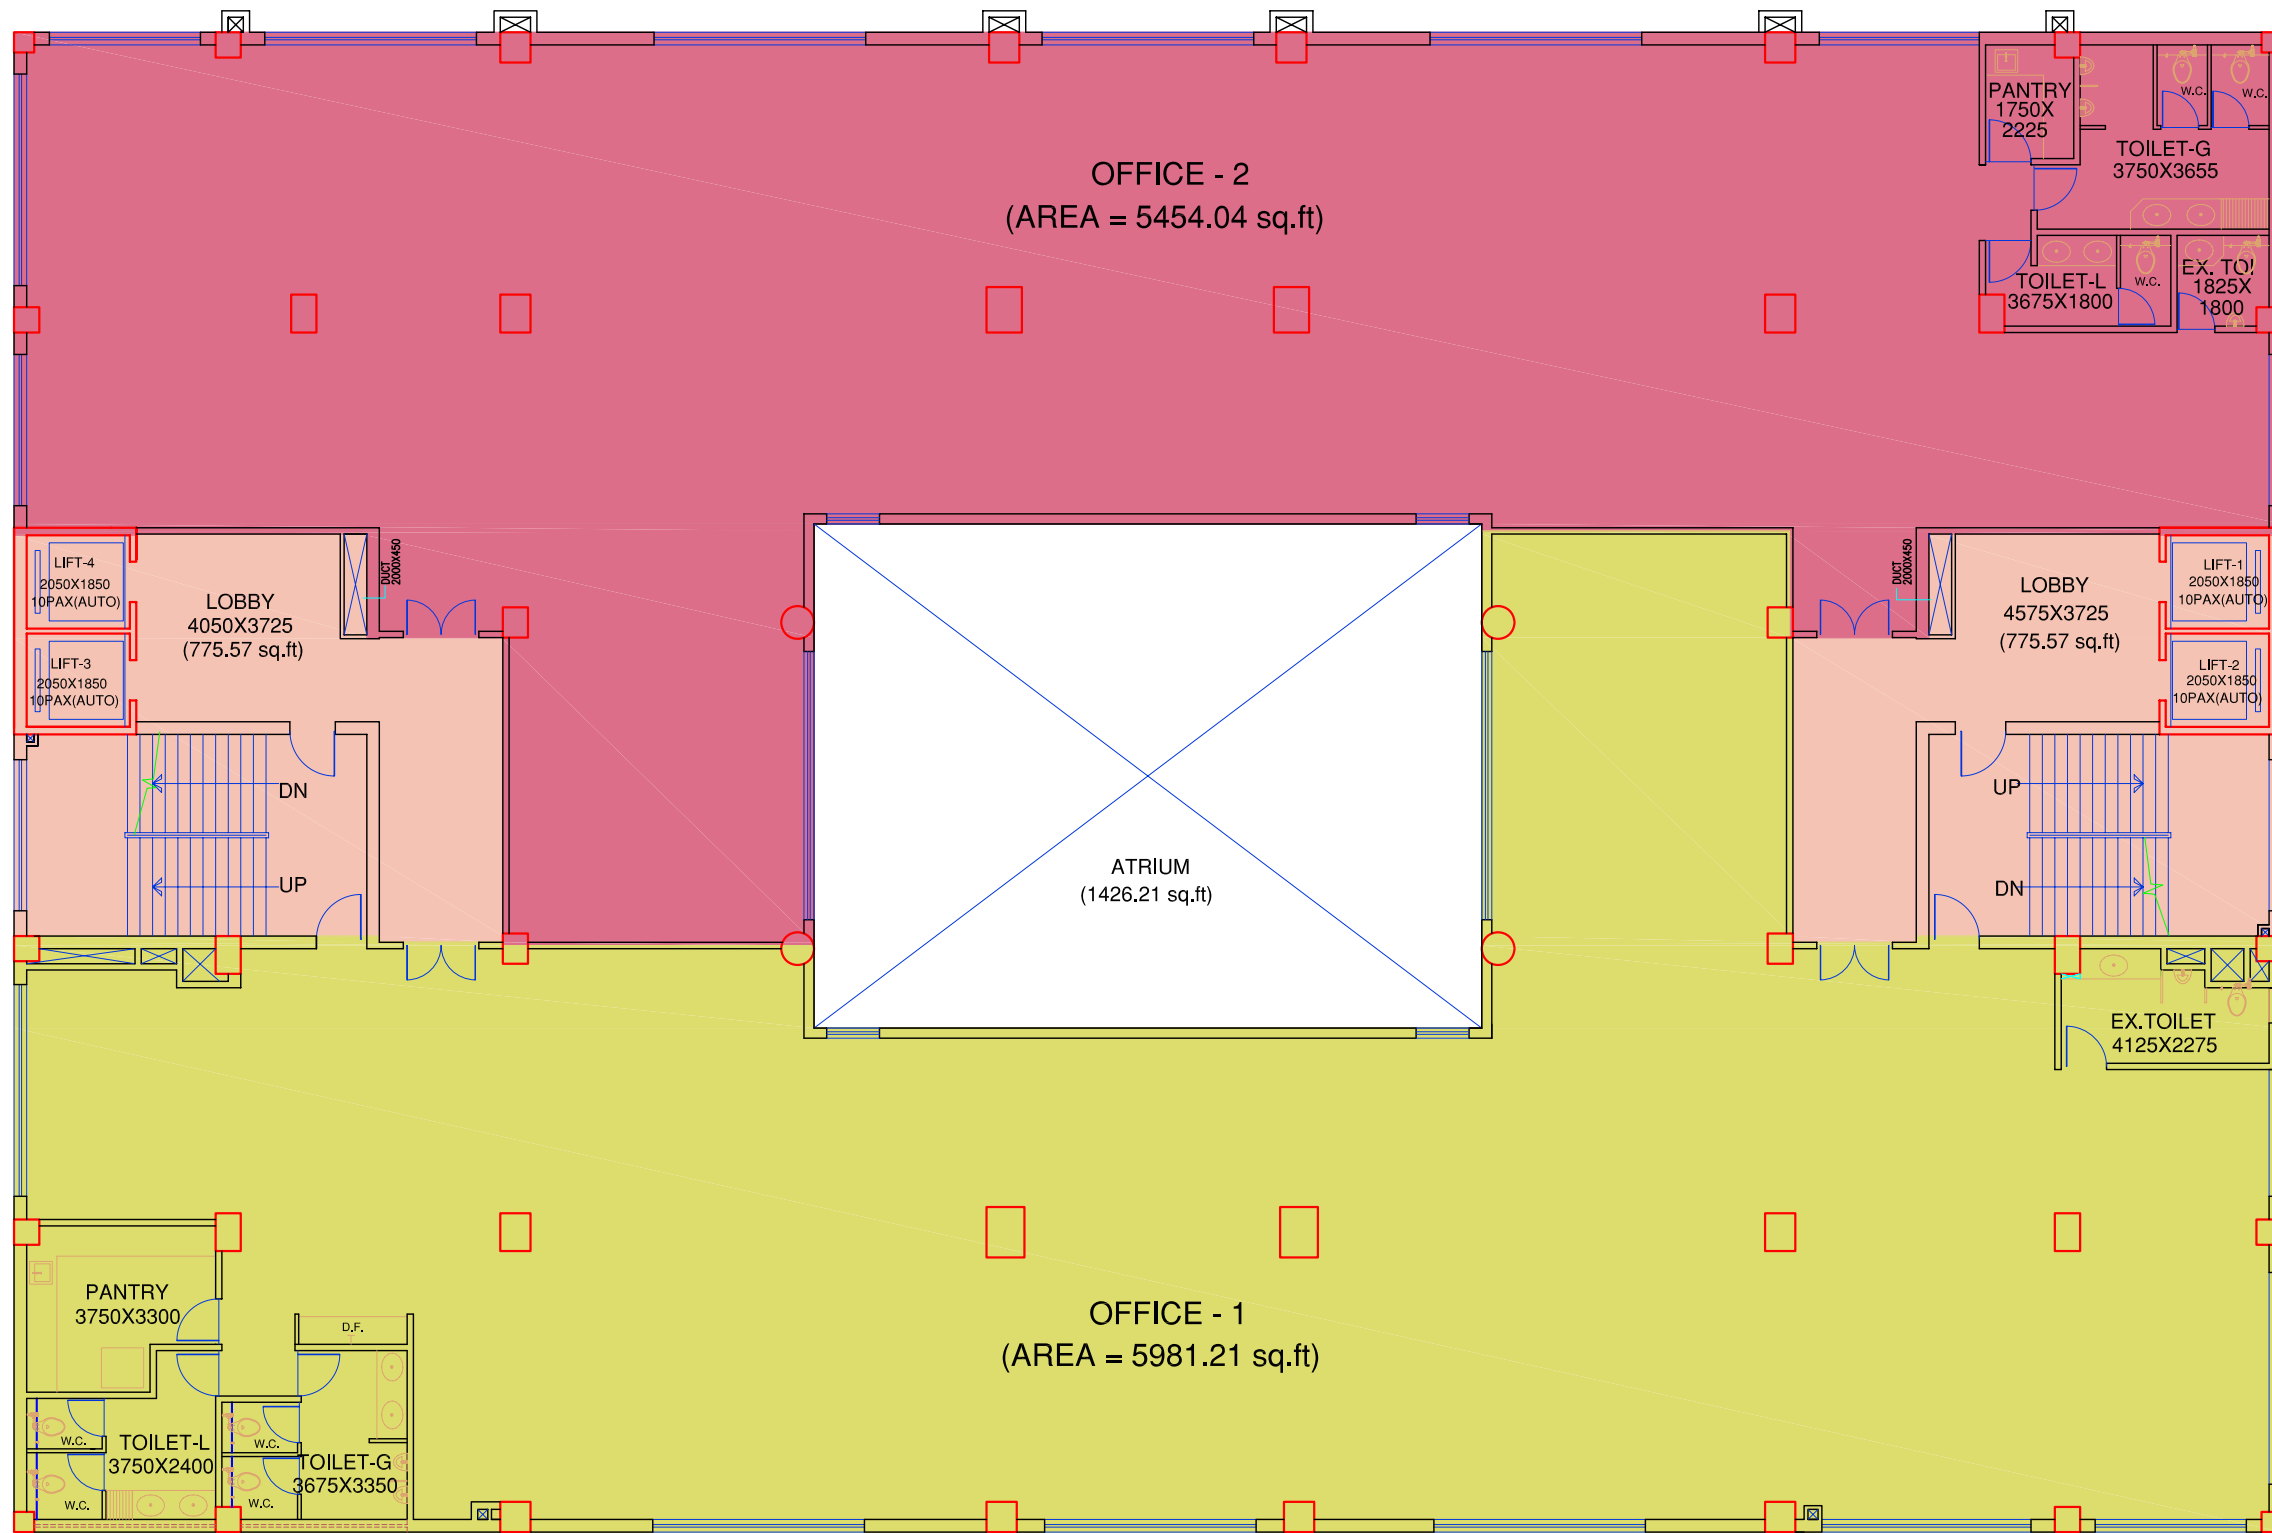 PANTRY
1750X
2225
W.C.
W.C.
TOILET-G
3750X3655
OFFICE - 2
(AREA = 5454.04 sq.ft)
TOILET-L
3675X1800
W.C.
EX. TOI
1825X
1800
LIFT-4
2050X1850
10PAX(AUTO)
LOBBY
4050X3725
(775.57 sq.ft)
DUCT
2000X450
LIFT-3
2050X1850
10PAX(AUTO)
DUCT
2000X450
LOBBY
4575X3725
(775.57 sq.ft)
LIFT-1
2050X1850
10PAX(AUTO)
LIFT-2
2050X1850
10PAX(AUTO)
DN
UP
UP
DN
ATRIUM
(1426.21 sq.ft)
EX.TOILET
4125X2275
PANTRY
3750X3300
D.F.
OFFICE - 1
(AREA = 5981.21 sq.ft)
W.C.
TOILET-L
3750X2400
W.C.
W.C.
TOILET-G
3675X3350
W.C.